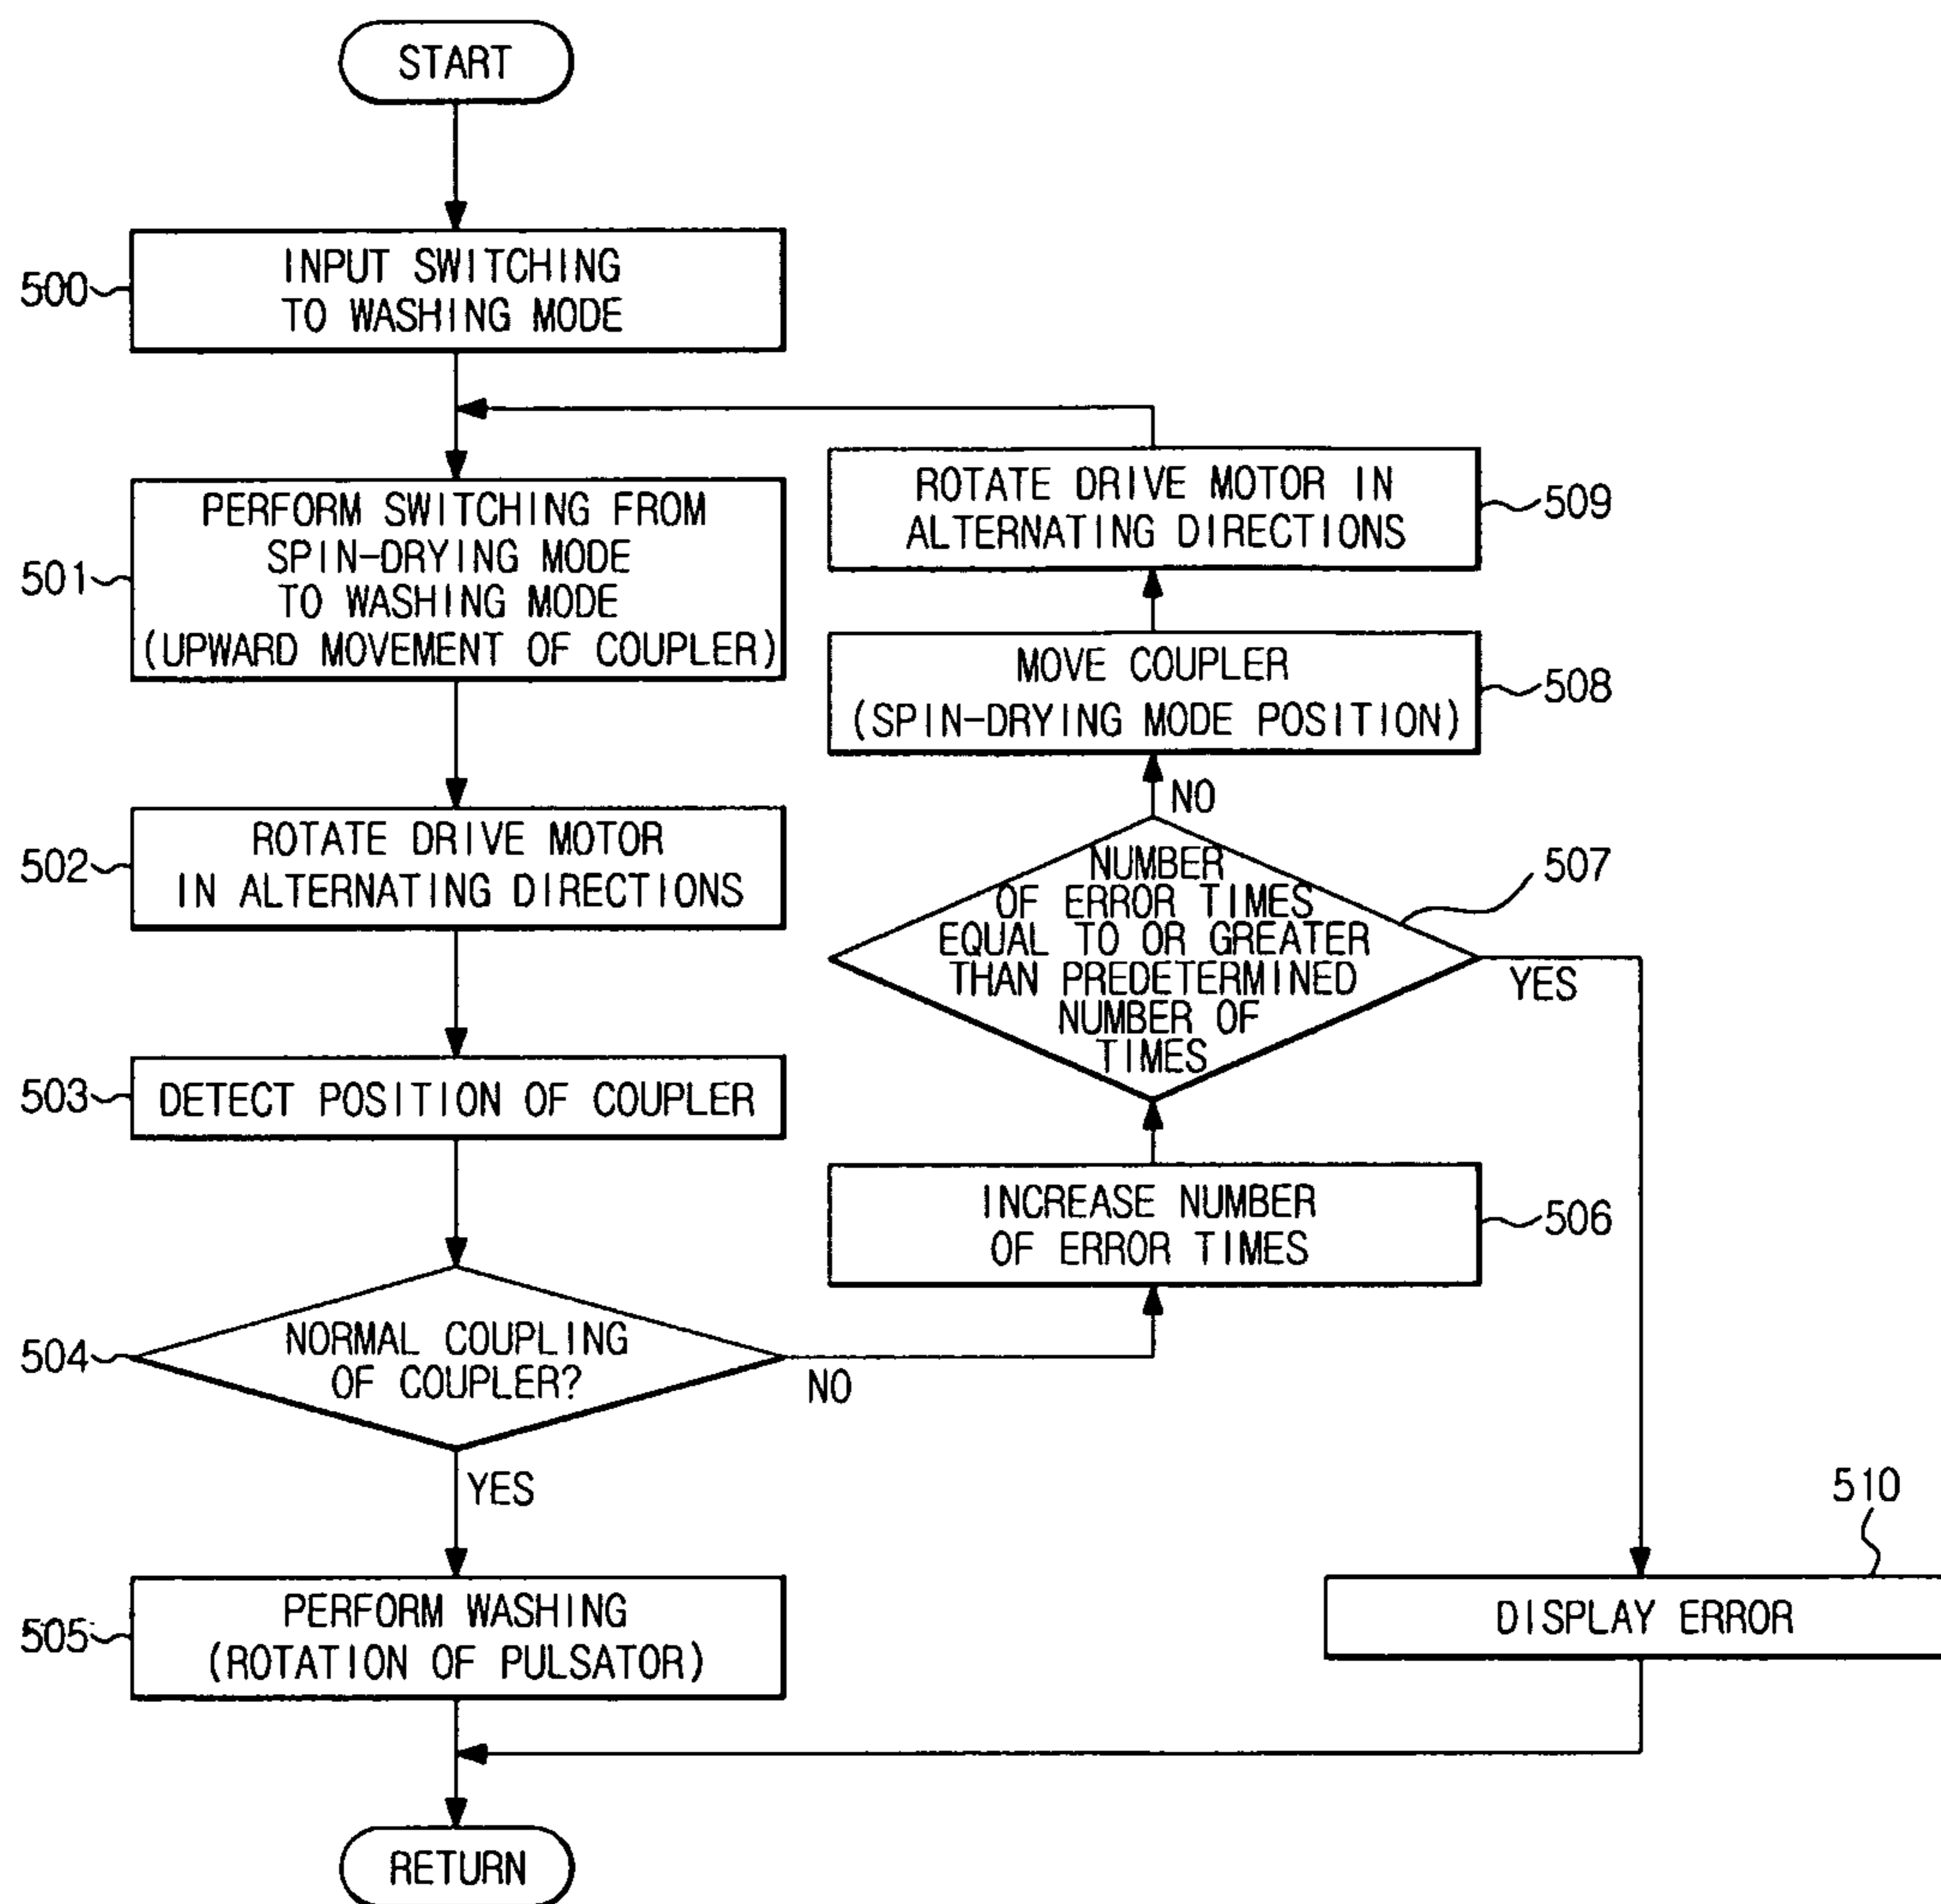 START
500
INPUT SWITCHING
TO WASHING MODE
501
PERFORM SWITCHING FROM
SPIN-DRYING MODE
TO WASHING MODE
(UPWARD MOVEMENT OF COUPLER)
502
ROTATE DRIVE MOTOR
IN ALTERNATING DIRECTIONS
503
DETECT POSITION OF COUPLER
504
NORMAL COUPLING
OF COUPLER?
NO
YES
505
PERFORM WASHING
(ROTATION OF PULSATOR)
RETURN
ROTATE DRIVE MOTOR IN
ALTERNATING DIRECTIONS
509
MOVE COUPLER
(SPIN-DRYING MODE POSITION)
508
NO
NUMBER
OF ERROR TIMES
EQUAL TO OR GREATER
THAN PREDETERMINED
NUMBER OF
TIMES
507
YES
INCREASE NUMBER
OF ERROR TIMES
506
510
DISPLAY ERROR